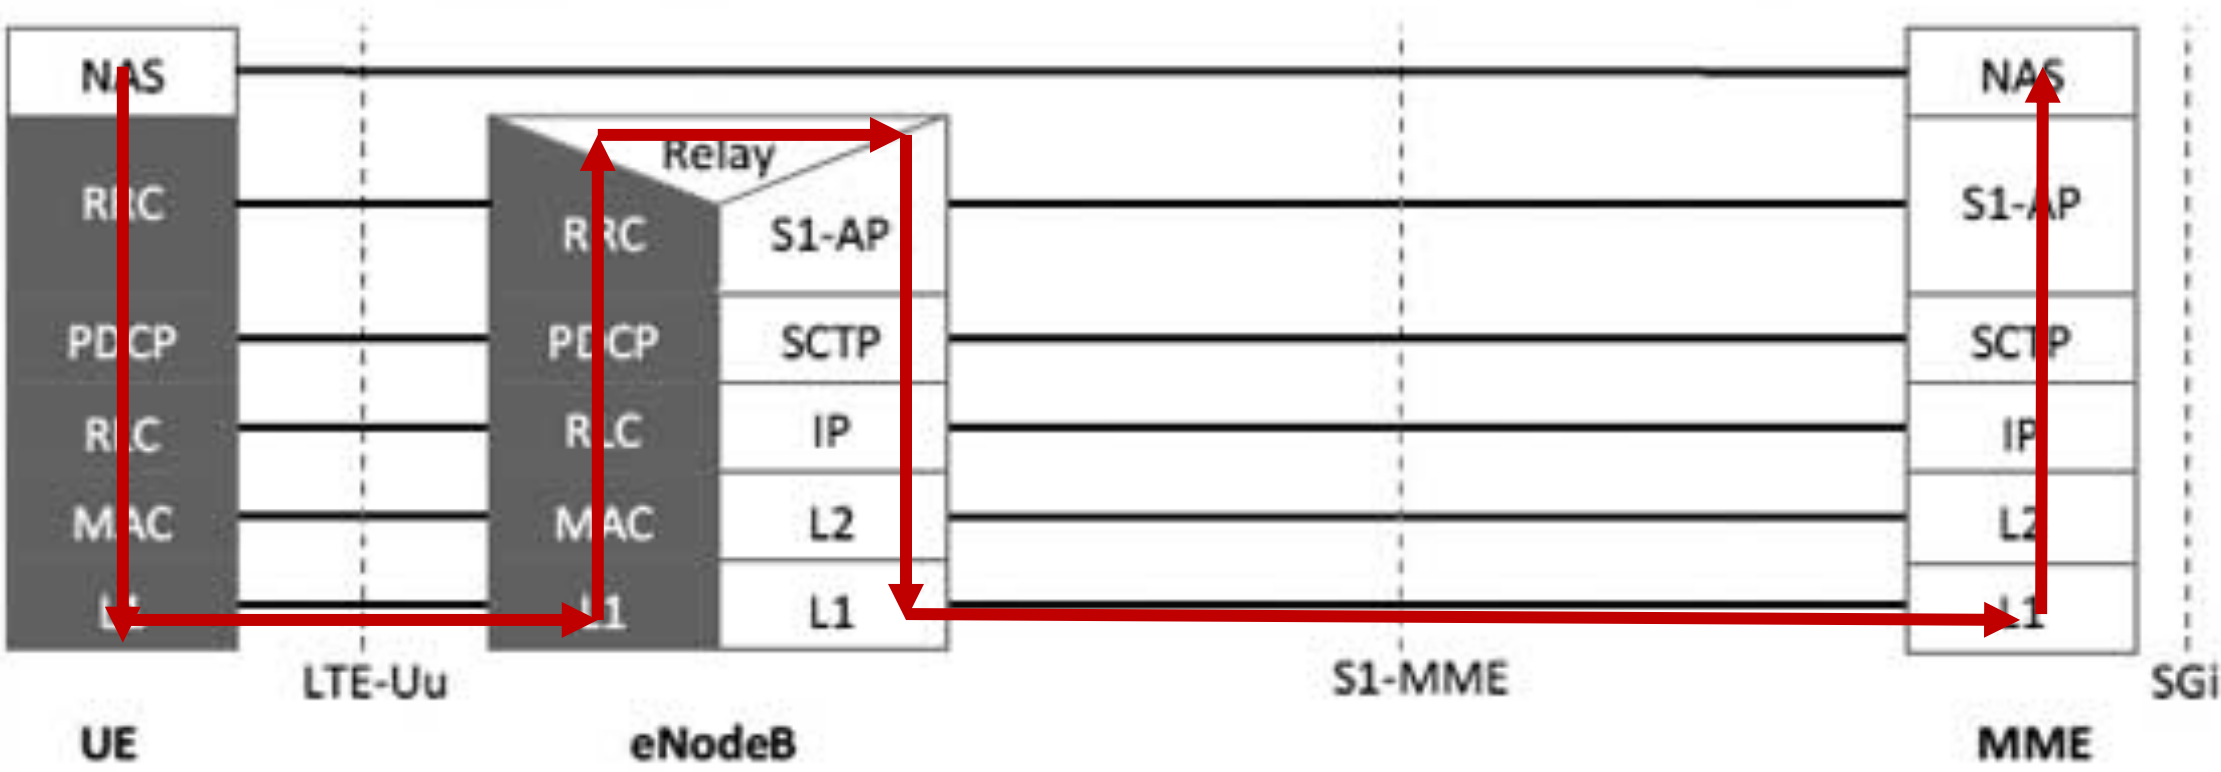 NAS
RRC
PDCP
RLC
MAC
L1
UE
LTE-Uu
Relay
RRC
PDCP
RLC
MAC
L1
S1-AP
SCTP
IP
L2
L1
eNodeB
S1-MME
NAS
S1-AP
SCTP
IP
L2
L1
MME
SGi